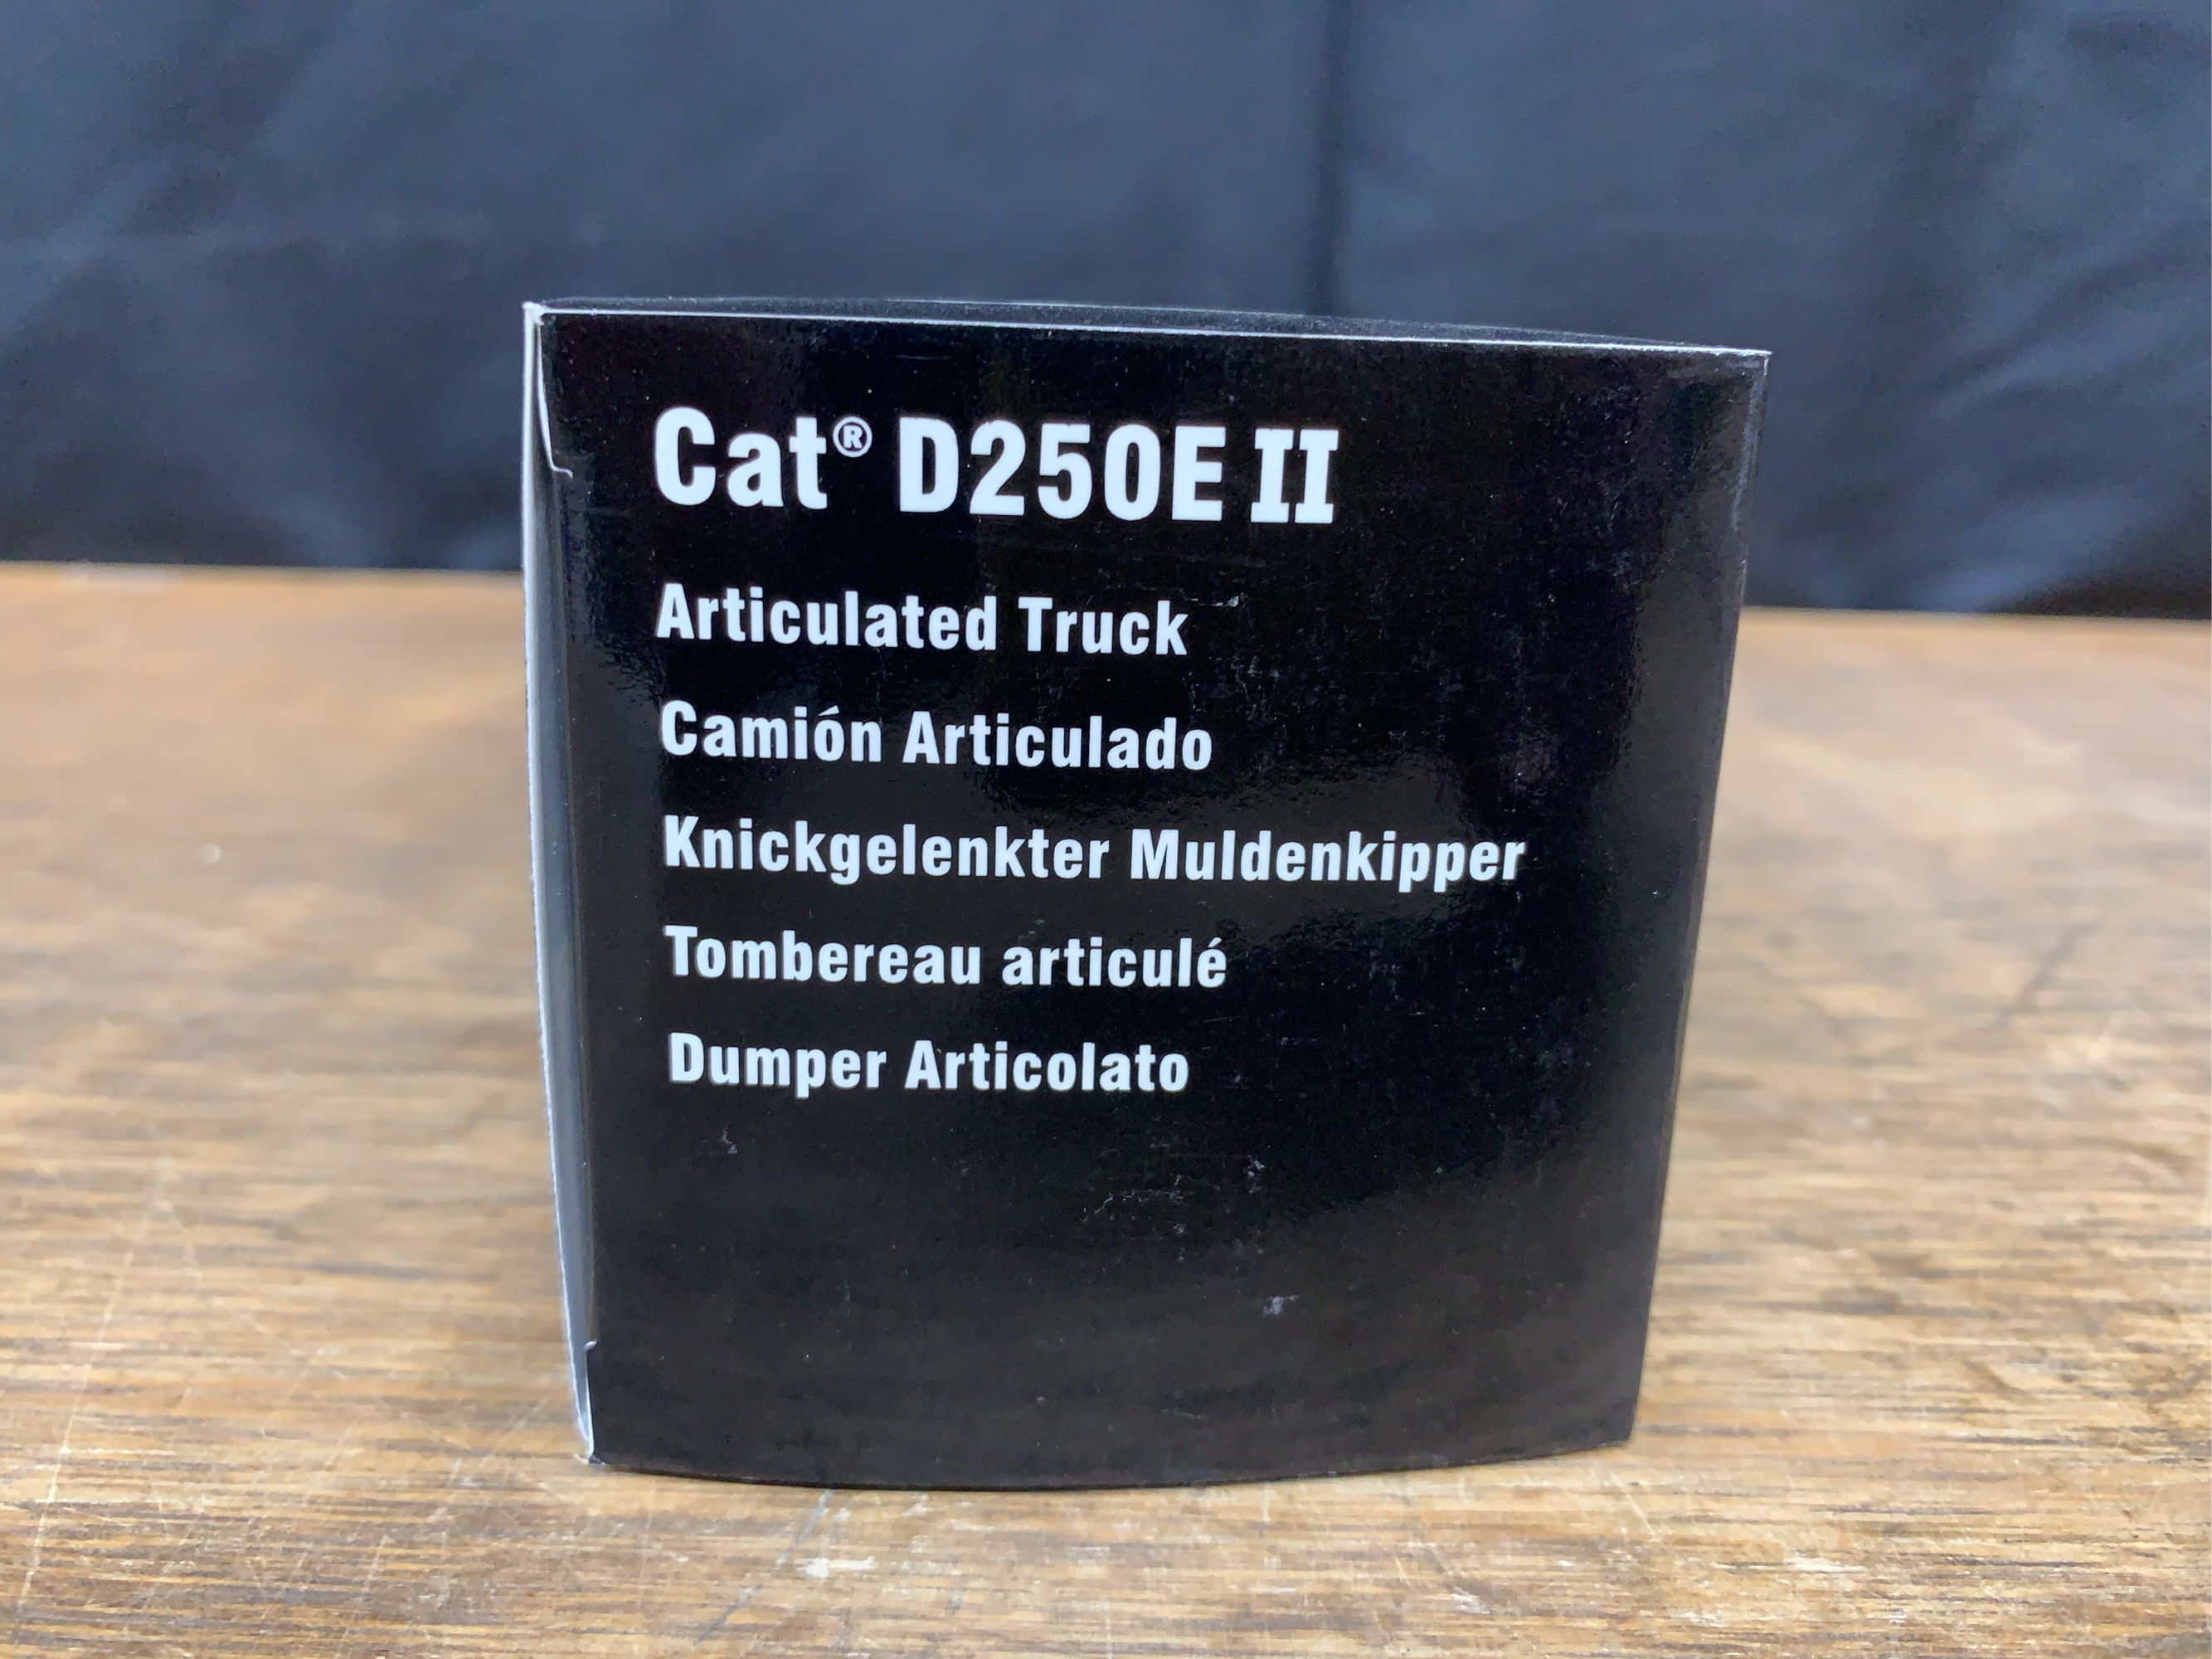 Cat® D250E II
Articulated Truck
Camión Articulado
Knickgelenkter Muldenkipper
Tombereau articulé
Dumper Articolato